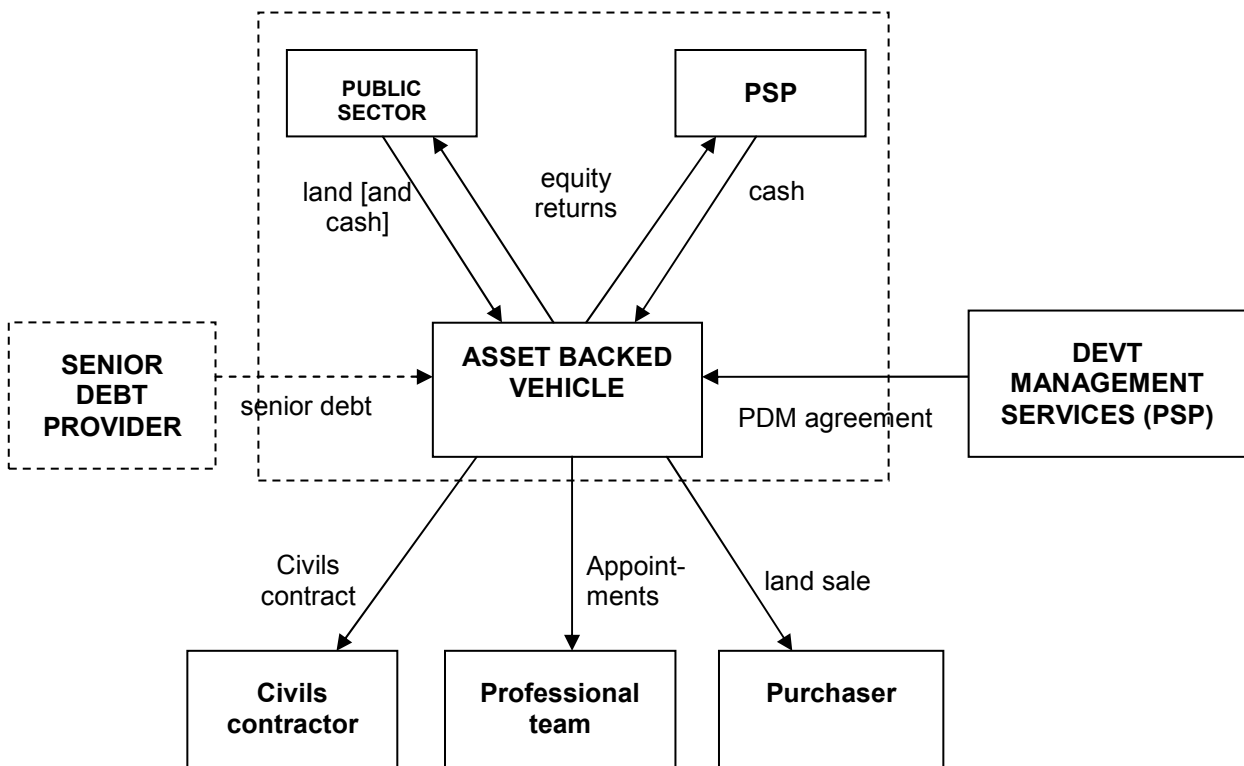 PUBLIC
SECTOR
PSP
land [and
cash]
equity
returns
cash
SENIOR
DEBT
PROVIDER
senior debt
ASSET BACKED
VEHICLE
PDM agreement
DEVT
MANAGEMENT
SERVICES (PSP)
Civils
contract
Appoint-
ments
land sale
Civils
contractor
Professional
team
Purchaser